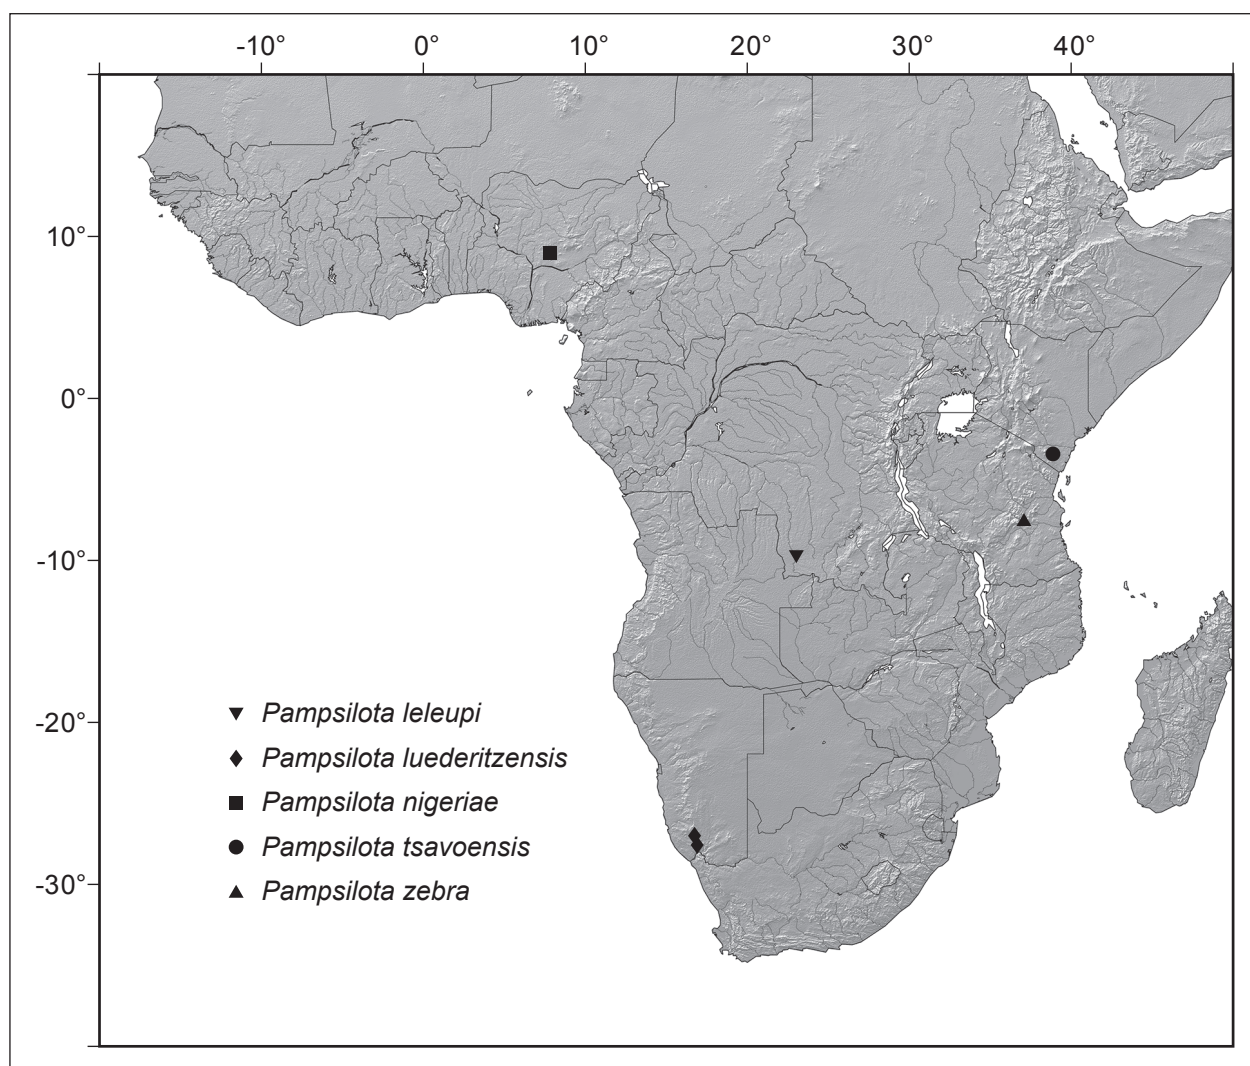 -10° 0° 10° 20° 30° 40°
10°
0°
-10°
-20°
-30°
Pampsilota leleupi
Pampsilota luederitzensis
Pampsilota nigeriae
Pampsilota tsavoensis
Pampsilota zebra